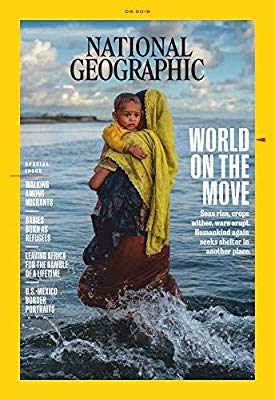 08.2019
NATIONAL
GEOGRAPHIC
WORLD
ON THE
MOVE
Seas rise, crops
wither, wars erupt.
Humankind again
seeks shelter in
another place.
SPECIAL
ISSUE
WALKING
AMONG
MIGRANTS
BABIES
BORN AS
REFUGEES
LEAVING AFRICA
FOR THE GAMBLE
OF A LIFETIME
U.S.-MEXICO
BORDER
PORTRAITS